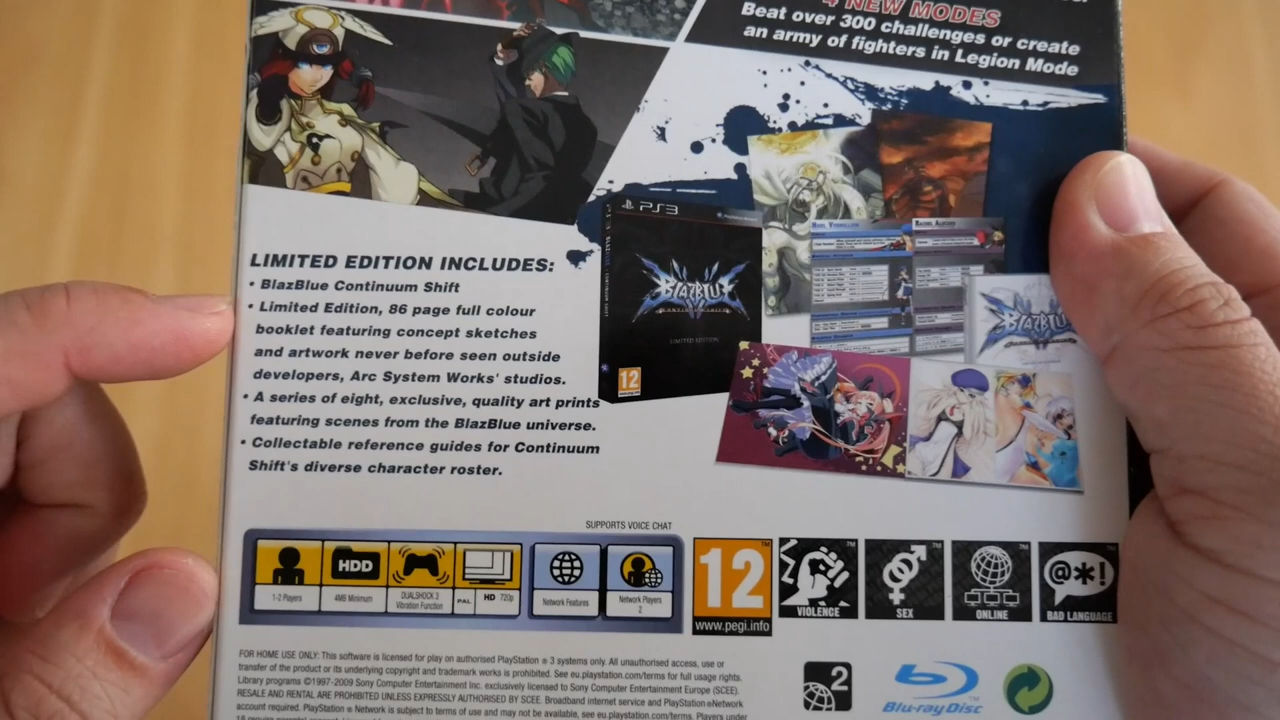 4 NEW MODES
Beat over 300 challenges or create
an army of fighters in Legion Mode
PS3
BLAZBLUE
LIMITED EDITION
12
NOEL VERMILLION
RACHEL ALUCARD
BLAZBLUE
LIMITED EDITION INCLUDES:
• BlazBlue Continuum Shift
• Limited Edition, 86 page full colour
booklet featuring concept sketches
and artwork never before seen outside
developers, Arc System Works' studios.
• A series of eight, exclusive, quality art prints
featuring scenes from the BlazBlue universe.
• Collectable reference guides for Continuum
Shift's diverse character roster.
SUPPORTS VOICE CHAT
HDD
1-2 Players
4MB Minimum
DUALSHOCK 3
Vibration Function
PAL HD 720p
Network Features
Network Players
2
12 ™
www.pegi.info
VIOLENCE
SEX
ONLINE
@*!
BAD LANGUAGE
FOR HOME USE ONLY: This software is licensed for play on authorised PlayStation ® 3 systems only. All unauthorised access, use or
transfer of the product or its underlying copyright and trademark works is prohibited. See eu.playstation.com/terms for full usage rights.
Library programs ©1997-2009 Sony Computer Entertainment Inc. exclusively licensed to Sony Computer Entertainment Europe (SCEE).
RESALE AND RENTAL ARE PROHIBITED UNLESS EXPRESSLY AUTHORISED BY SCEE. Broadband internet service and PlayStation®Network
account required. PlayStation ® Network is subject to terms of use and may not be available, see eu.playstation.com/terms. Players under
2
Blu-ray Disc ™